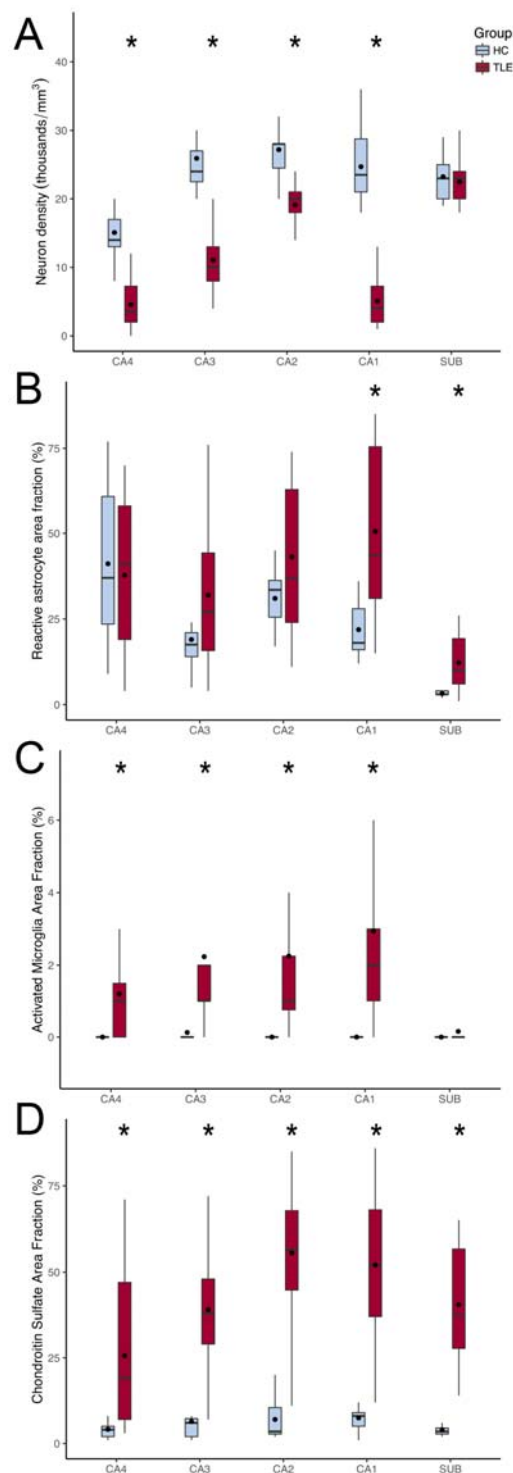 A
* * * *
Group
HC
TLE
Neuron density (thousands/mm³)
40
30
20
10
0
CA4 CA3 CA2 CA1 SUB
B
* *
Reactive astrocyte area fraction (%)
75
50
25
0
CA4 CA3 CA2 CA1 SUB
C
* * * *
Activated Microglia Area Fraction (%)
6
4
2
0
CA4 CA3 CA2 CA1 SUB
D
* * * * *
Chondroitin Sulfate Area Fraction (%)
75
50
25
0
CA4 CA3 CA2 CA1 SUB